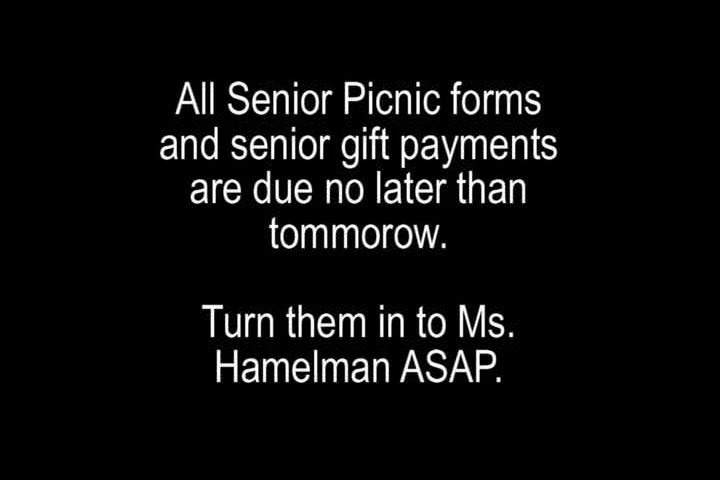 All Senior Picnic forms
and senior gift payments
are due no later than
tommorow.
Turn them in to Ms.
Hamelman ASAP.